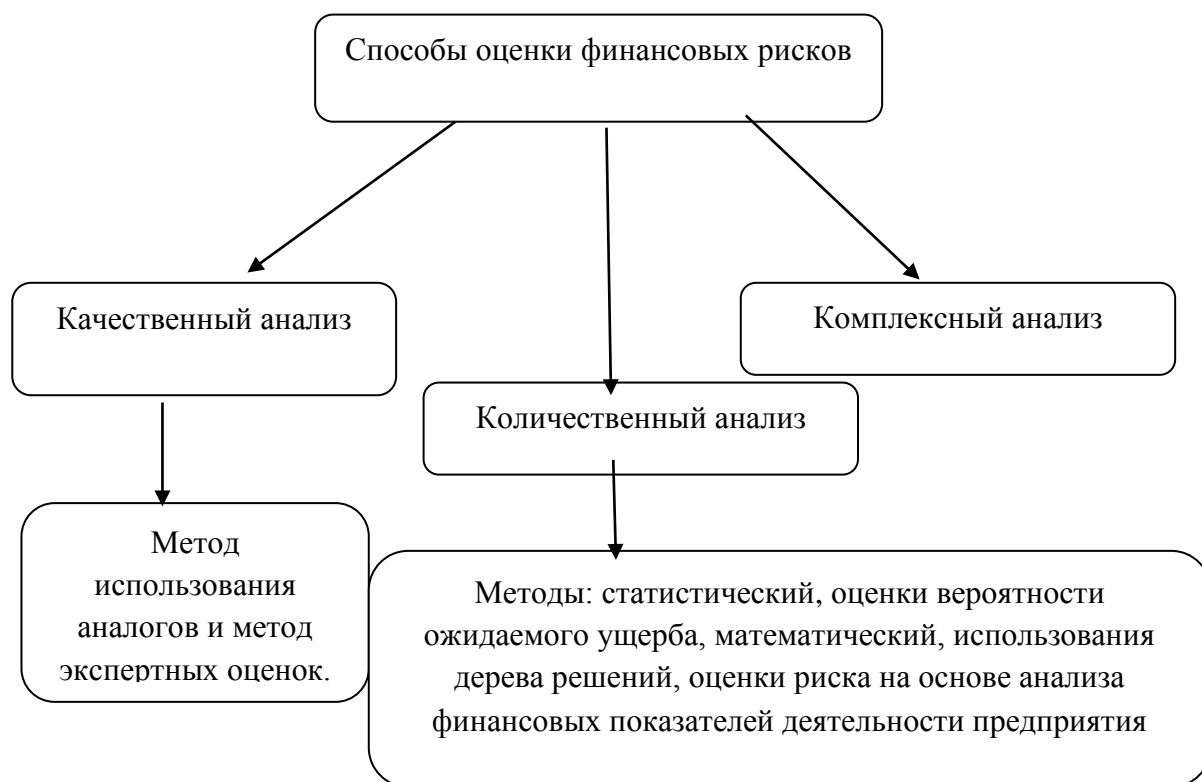 Способы оценки финансовых рисков
Качественный анализ
Комплексный анализ
Количественный анализ
Метод
использования
аналогов и метод
экспертных оценок.
Методы: статистический, оценки вероятности
ожидаемого ущерба, математический, использования
дерева решений, оценки риска на основе анализа
финансовых показателей деятельности предприятия